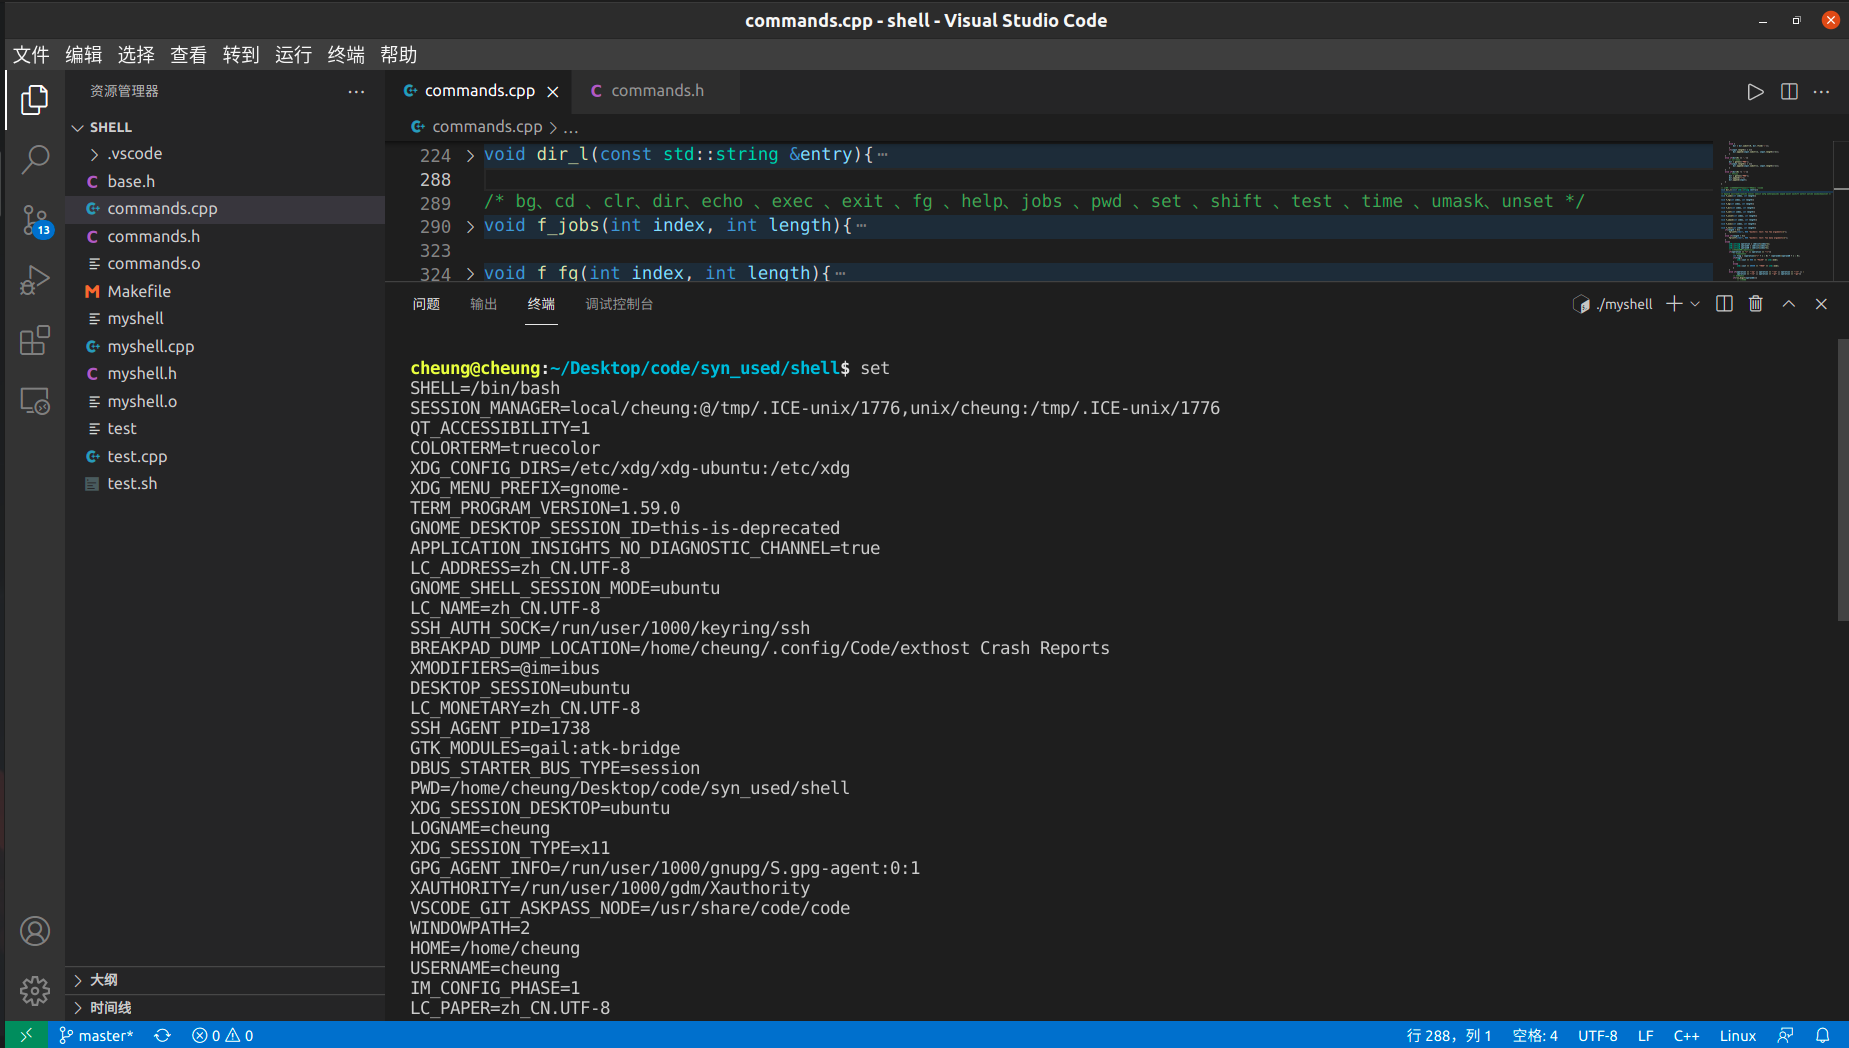 commands.cpp - shell - Visual Studio Code
文件 编辑 选择 查看 转到 运行 终端 帮助
资源管理器
SHELL
.vscode
base.h
commands.cpp
commands.h
commands.o
Makefile
myshell
myshell.cpp
myshell.h
myshell.o
test
test.cpp
test.sh
大纲
时间线
13
commands.cpp commands.h
commands.cpp > ...
224 void dir_l(const std::string &entry){…
288
289 /* bg、cd 、clr、dir、echo 、exec 、exit 、fg 、help、jobs 、pwd 、set 、shift 、test 、time 、umask、unset */
290 void f_jobs(int index, int length){…
323
324 void f_fg(int index, int length){…
问题 输出 终端 调试控制台
./myshell
cheung@cheung:~/Desktop/code/syn_used/shell$ set
SHELL=/bin/bash
SESSION_MANAGER=local/cheung:@/tmp/.ICE-unix/1776,unix/cheung:/tmp/.ICE-unix/1776
QT_ACCESSIBILITY=1
COLORTERM=truecolor
XDG_CONFIG_DIRS=/etc/xdg/xdg-ubuntu:/etc/xdg
XDG_MENU_PREFIX=gnome-
TERM_PROGRAM_VERSION=1.59.0
GNOME_DESKTOP_SESSION_ID=this-is-deprecated
APPLICATION_INSIGHTS_NO_DIAGNOSTIC_CHANNEL=true
LC_ADDRESS=zh_CN.UTF-8
GNOME_SHELL_SESSION_MODE=ubuntu
LC_NAME=zh_CN.UTF-8
SSH_AUTH_SOCK=/run/user/1000/keyring/ssh
BREAKPAD_DUMP_LOCATION=/home/cheung/.config/Code/exthost Crash Reports
XMODIFIERS=@im=ibus
DESKTOP_SESSION=ubuntu
LC_MONETARY=zh_CN.UTF-8
SSH_AGENT_PID=1738
GTK_MODULES=gail:atk-bridge
DBUS_STARTER_BUS_TYPE=session
PWD=/home/cheung/Desktop/code/syn_used/shell
XDG_SESSION_DESKTOP=ubuntu
LOGNAME=cheung
XDG_SESSION_TYPE=x11
GPG_AGENT_INFO=/run/user/1000/gnupg/S.gpg-agent:0:1
XAUTHORITY=/run/user/1000/gdm/Xauthority
VSCODE_GIT_ASKPASS_NODE=/usr/share/code/code
WINDOWPATH=2
HOME=/home/cheung
USERNAME=cheung
IM_CONFIG_PHASE=1
LC_PAPER=zh_CN.UTF-8
master* 0 0 行 288，列 1 空格: 4 UTF-8 LF C++ Linux